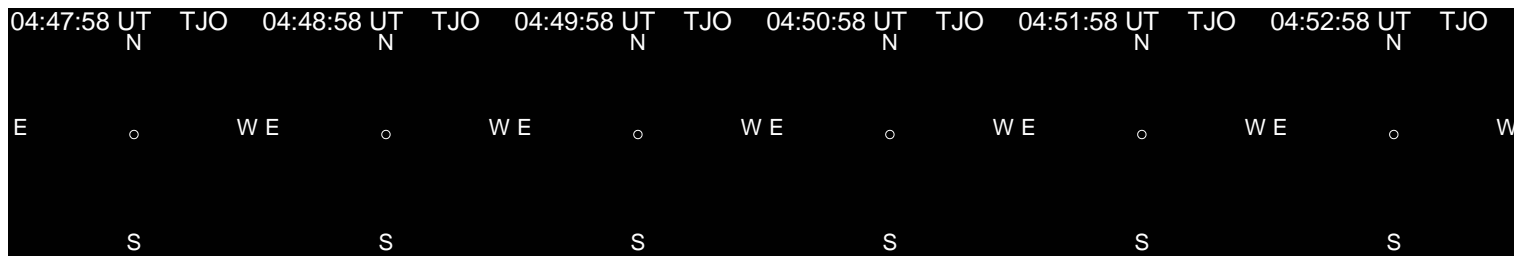 04:47:58 UT TJO 04:48:58 UT TJO 04:49:58 UT TJO 04:50:58 UT TJO 04:51:58 UT TJO 04:52:58 UT TJO
N N N N N N
E W E W E W E W E W E W
S S S S S S